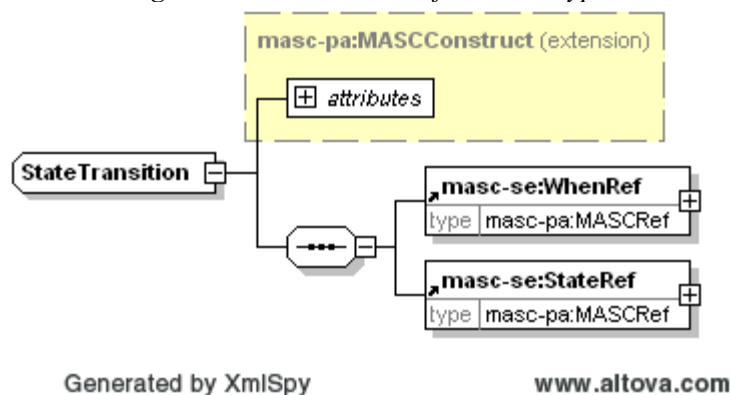 masc-pa:MASCConstruct (extension)
attributes
StateTransition
masc-se:WhenRef
type masc-pa:MASCRef
masc-se:StateRef
type masc-pa:MASCRef
Generated by XmlSpy www.altova.com